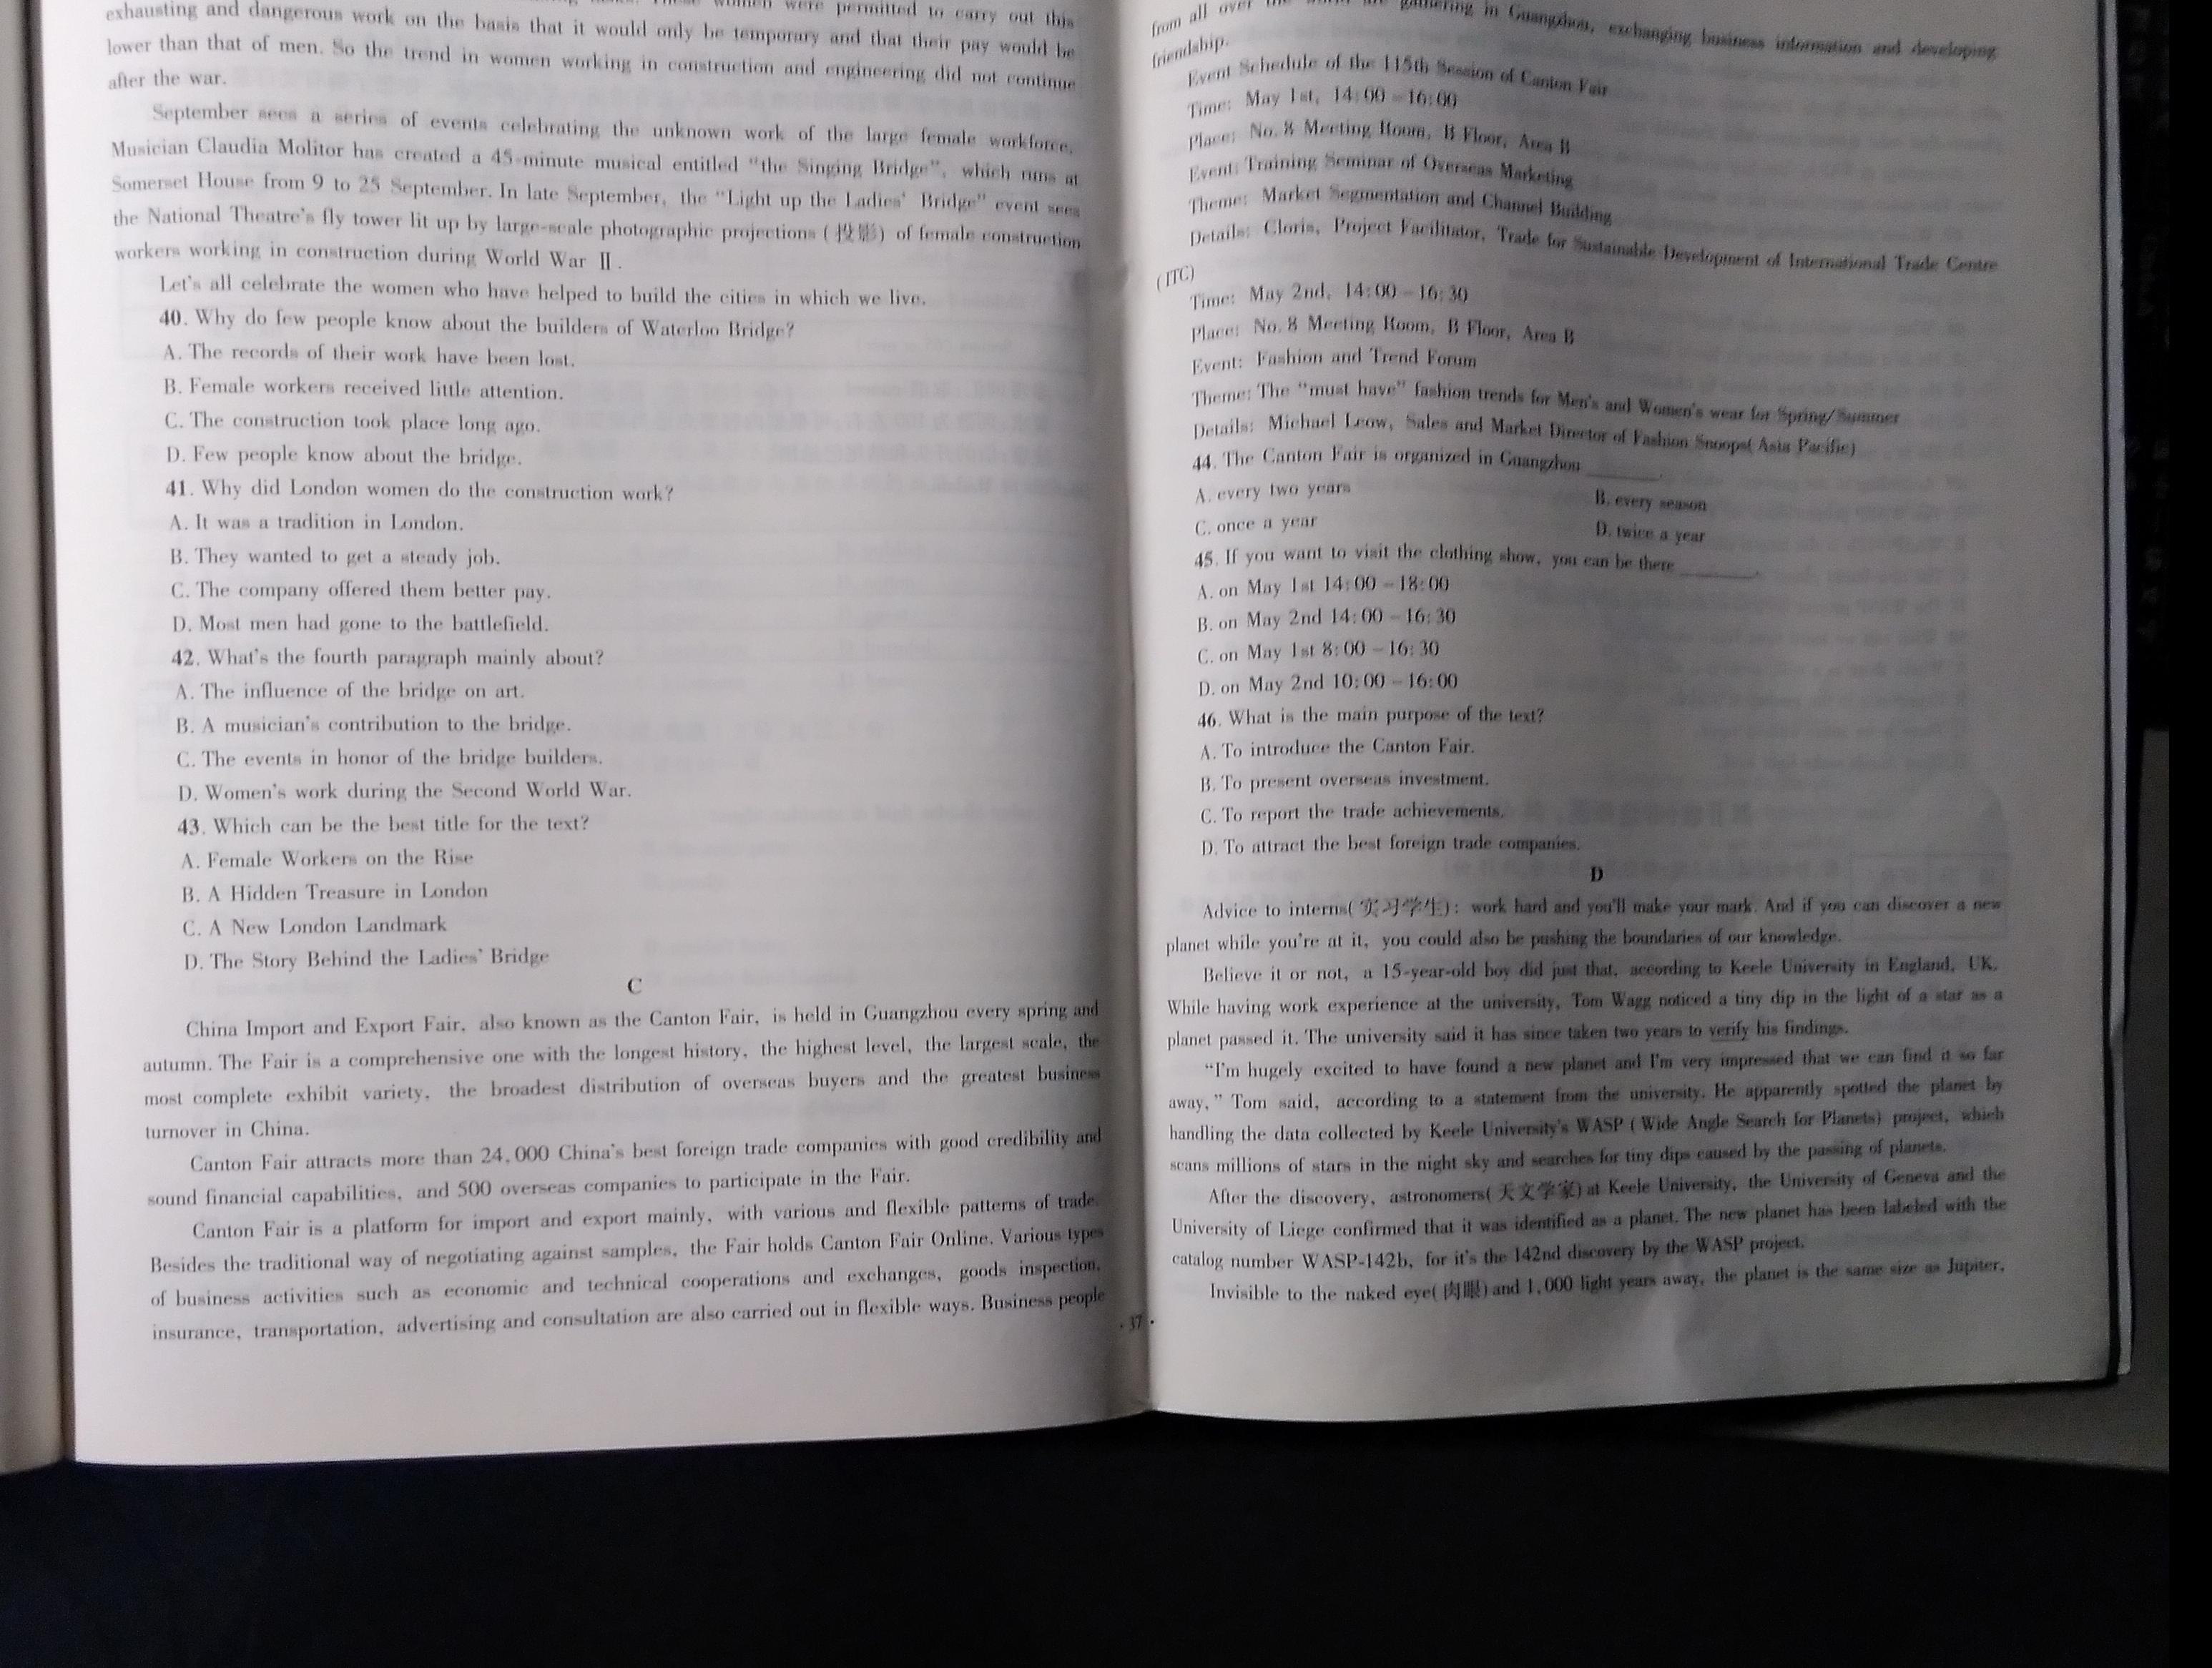 women were permitted to carry out this
exhausting and dangerous work on the basis that it would only be temporary and that their pay would be
lower than that of men. So the trend in women working in construction and engineering did not continue
after the war.
September sees a series of events celebrating the unknown work of the large female workforce.
Musician Claudia Molitor has created a 45-minute musical entitled “the Singing Bridge”, which runs at
Somerset House from 9 to 25 September. In late September, the “Light up the Ladies' Bridge” event sees
the National Theatre's fly tower lit up by large-scale photographic projections (投影) of female construction
workers working in construction during World War Ⅱ.
Let's all celebrate the women who have helped to build the cities in which we live.
40. Why do few people know about the builders of Waterloo Bridge?
A. The records of their work have been lost.
B. Female workers received little attention.
C. The construction took place long ago.
D. Few people know about the bridge.
41. Why did London women do the construction work?
A. It was a tradition in London.
B. They wanted to get a steady job.
C. The company offered them better pay.
D. Most men had gone to the battlefield.
42. What's the fourth paragraph mainly about?
A. The influence of the bridge on art.
B. A musician's contribution to the bridge.
C. The events in honor of the bridge builders.
D. Women's work during the Second World War.
43. Which can be the best title for the text?
A. Female Workers on the Rise
B. A Hidden Treasure in London
C. A New London Landmark
D. The Story Behind the Ladies' Bridge
C
China Import and Export Fair, also known as the Canton Fair, is held in Guangzhou every spring and
autumn. The Fair is a comprehensive one with the longest history, the highest level, the largest scale, the
most complete exhibit variety, the broadest distribution of overseas buyers and the greatest business
turnover in China.
Canton Fair attracts more than 24,000 China's best foreign trade companies with good credibility and
sound financial capabilities, and 500 overseas companies to participate in the Fair.
Canton Fair is a platform for import and export mainly, with various and flexible patterns of trade.
Besides the traditional way of negotiating against samples, the Fair holds Canton Fair Online. Various types
of business activities such as economic and technical cooperations and exchanges, goods inspection,
insurance, transportation, advertising and consultation are also carried out in flexible ways. Business people
· 37 ·
from all over the world are gathering in Guangzhou, exchanging business information and developing
friendship.
Event Schedule of the 115th Session of Canton Fair
Time: May 1st, 14:00-16:00
Place: No. 8 Meeting Room, B Floor, Area B
Event: Training Seminar of Overseas Marketing
Theme: Market Segmentation and Channel Building
Details: Cloris, Project Facilitator, Trade for Sustainable Development of International Trade Centre
(ITC)
Time: May 2nd, 14:00-16:30
Place: No. 8 Meeting Room, B Floor, Area B
Event: Fashion and Trend Forum
Theme: The “must have” fashion trends for Men's and Women's wear for Spring/Summer
Details: Michael Leow, Sales and Market Director of Fashion Snoops(Asia Pacific)
44. The Canton Fair is organized in Guangzhou ______.
A. every two years B. every season
C. once a year D. twice a year
45. If you want to visit the clothing show, you can be there ______.
A. on May 1st 14:00-18:00
B. on May 2nd 14:00-16:30
C. on May 1st 8:00-16:30
D. on May 2nd 10:00-16:00
46. What is the main purpose of the text?
A. To introduce the Canton Fair.
B. To present overseas investment.
C. To report the trade achievements.
D. To attract the best foreign trade companies.
D
Advice to interns(实习学生): work hard and you'll make your mark. And if you can discover a new
planet while you're at it, you could also be pushing the boundaries of our knowledge.
Believe it or not, a 15-year-old boy did just that, according to Keele University in England, UK.
While having work experience at the university, Tom Wagg noticed a tiny dip in the light of a star as a
planet passed it. The university said it has since taken two years to verify his findings.
“I'm hugely excited to have found a new planet and I'm very impressed that we can find it so far
away,” Tom said, according to a statement from the university. He apparently spotted the planet by
handling the data collected by Keele University's WASP (Wide Angle Search for Planets) project, which
scans millions of stars in the night sky and searches for tiny dips caused by the passing of planets.
After the discovery, astronomers(天文学家) at Keele University, the University of Geneva and the
University of Liege confirmed that it was identified as a planet. The new planet has been labeled with the
catalog number WASP-142b, for it's the 142nd discovery by the WASP project.
Invisible to the naked eye(肉眼) and 1,000 light years away, the planet is the same size as Jupiter,